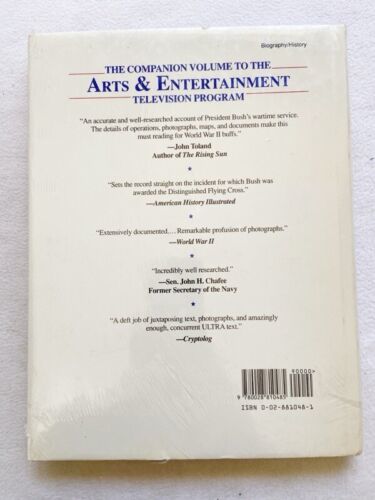 Biography/History
THE COMPANION VOLUME TO THE
ARTS & ENTERTAINMENT
TELEVISION PROGRAM
"An accurate and well-researched account of President Bush's wartime service.
The details of operations, photographs, maps, and documents make this
must reading for World War II buffs."
—John Toland
Author of The Rising Sun
"Sets the record straight on the incident for which Bush was
awarded the Distinguished Flying Cross."
—American History Illustrated
"Extensively documented.... Remarkable profusion of photographs."
—World War II
"Incredibly well researched."
—Sen. John H. Chafee
Former Secretary of the Navy
"A deft job of juxtaposing text, photographs, and amazingly
enough, concurrent ULTRA text."
—Cryptolog
90000>
9 780028 810485
ISBN 0-02-881048-1